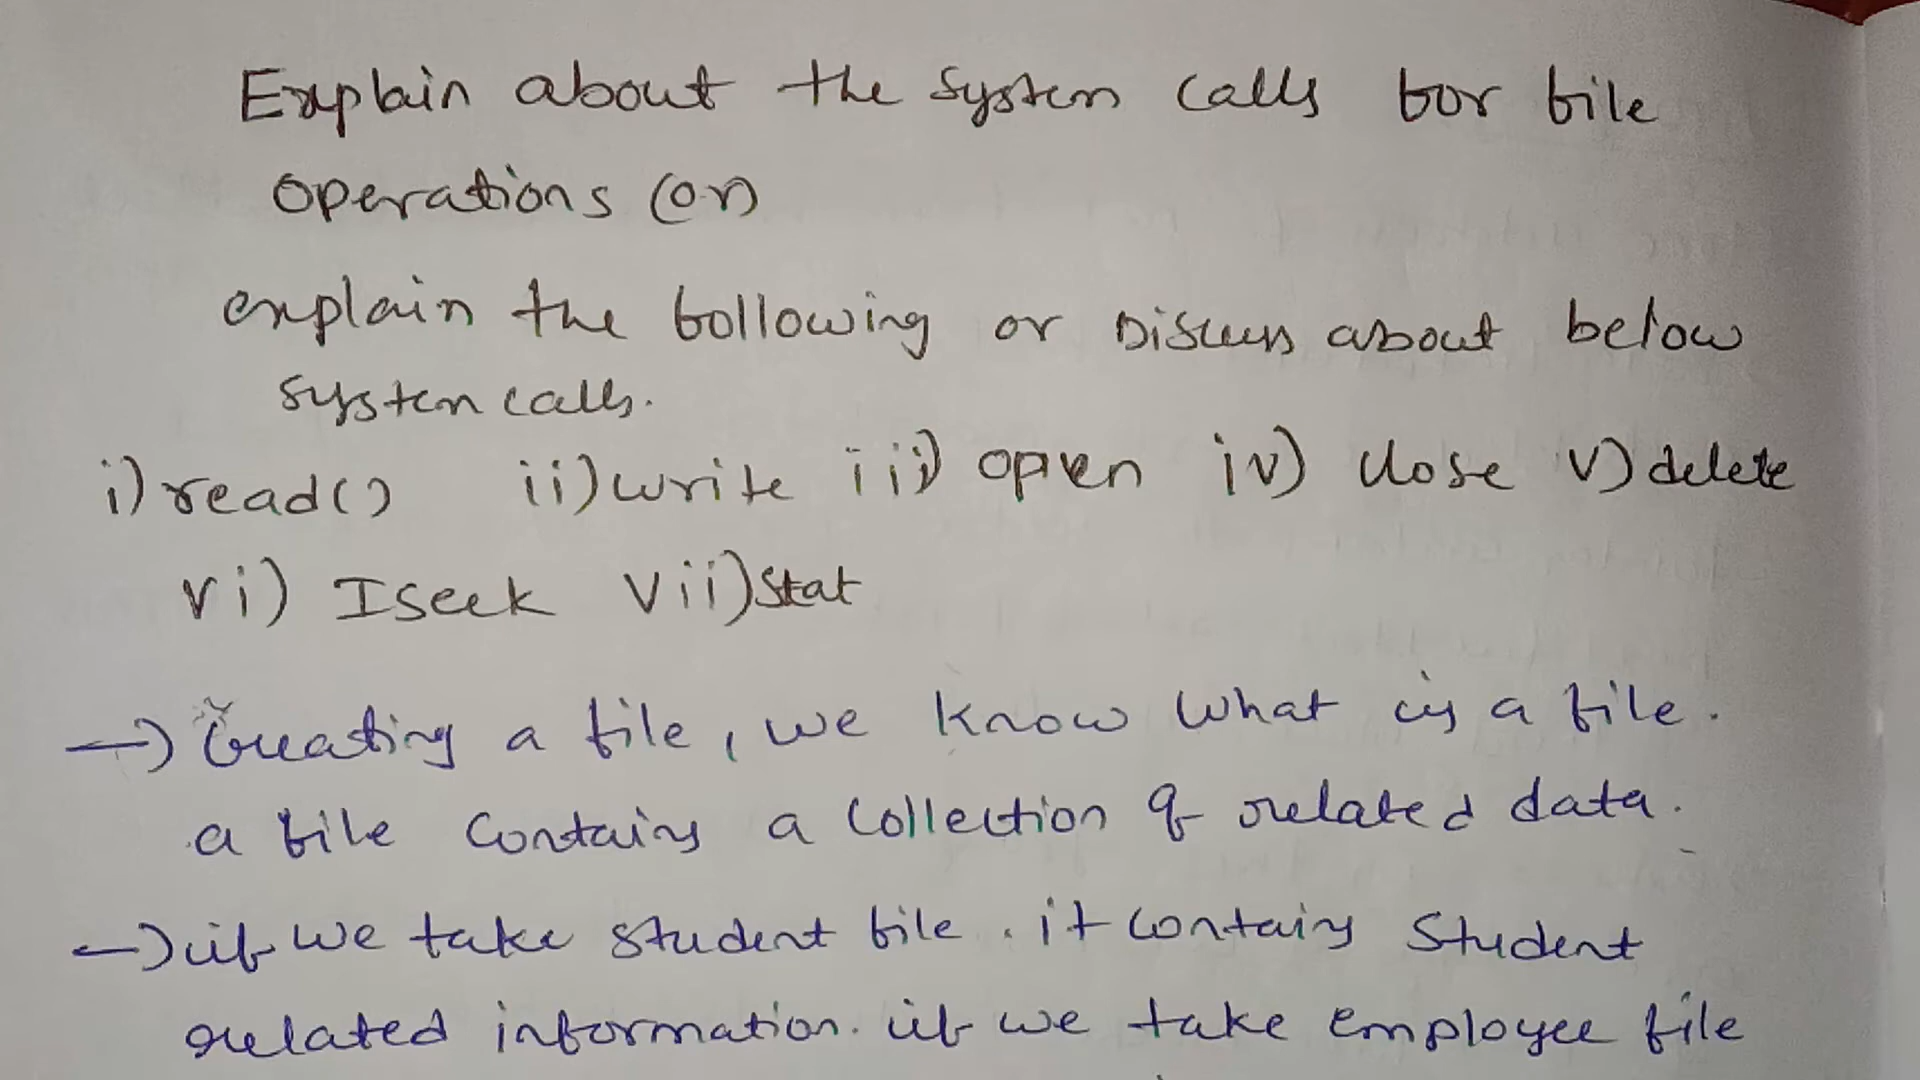 Explain about the System calls for file
Operations (or)
explain the following or Discuss about below
system calls.
i) read() ii) write iii) open iv) close v) delete
vi) Iseek vii) Stat
→ Creating a file, we know what is a file.
a file contains a collection of related data.
→ if we take student file. it contains student
related information. if we take employee file